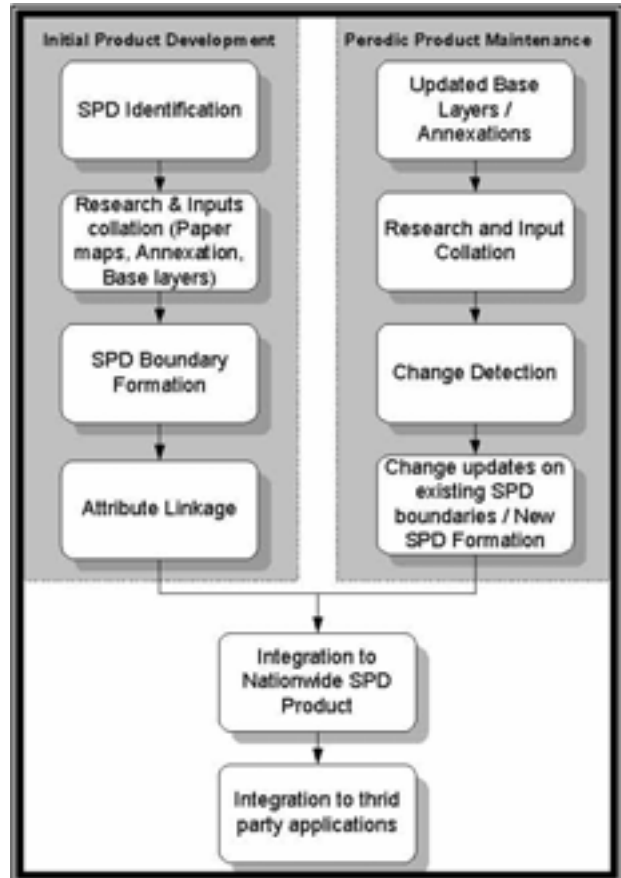 Initial Product Development
SPD Identification
Research & Inputs
collation (Paper
maps, Annexation,
Base layers)
SPD Boundary
Formation
Attribute Linkage
Perodic Product Maintenance
Updated Base
Layers /
Annexations
Research and Input
Collation
Change Detection
Change updates on
existing SPD
boundaries / New
SPD Formation
Integration to
Nationwide SPD
Product
Integration to thrid
party applications